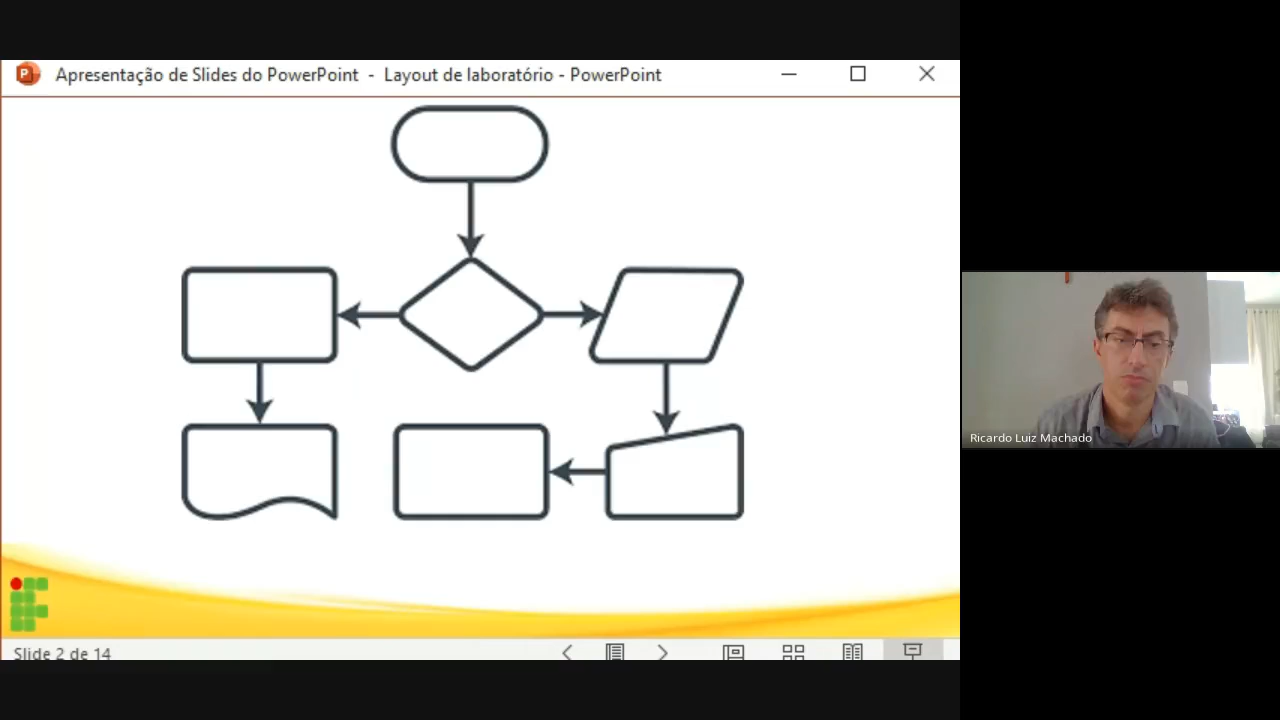 Apresentação de Slides do PowerPoint - Layout de laboratório - PowerPoint
Ricardo Luiz Machado
Slide 2 de 14